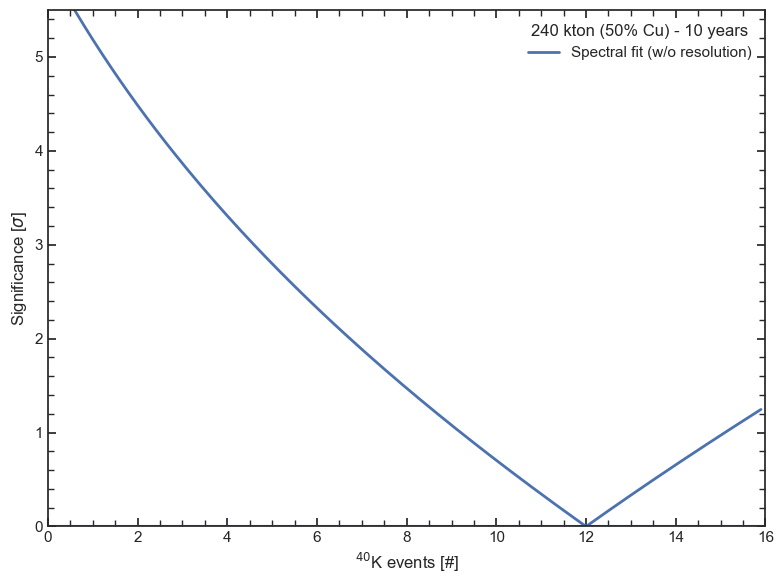 240 kton (50% Cu) - 10 years
Spectral fit (w/o resolution)
5
4
3
2
1
0
Significance [σ]
0 2 4 6 8 10 12 14 16
⁴⁰K events [#]